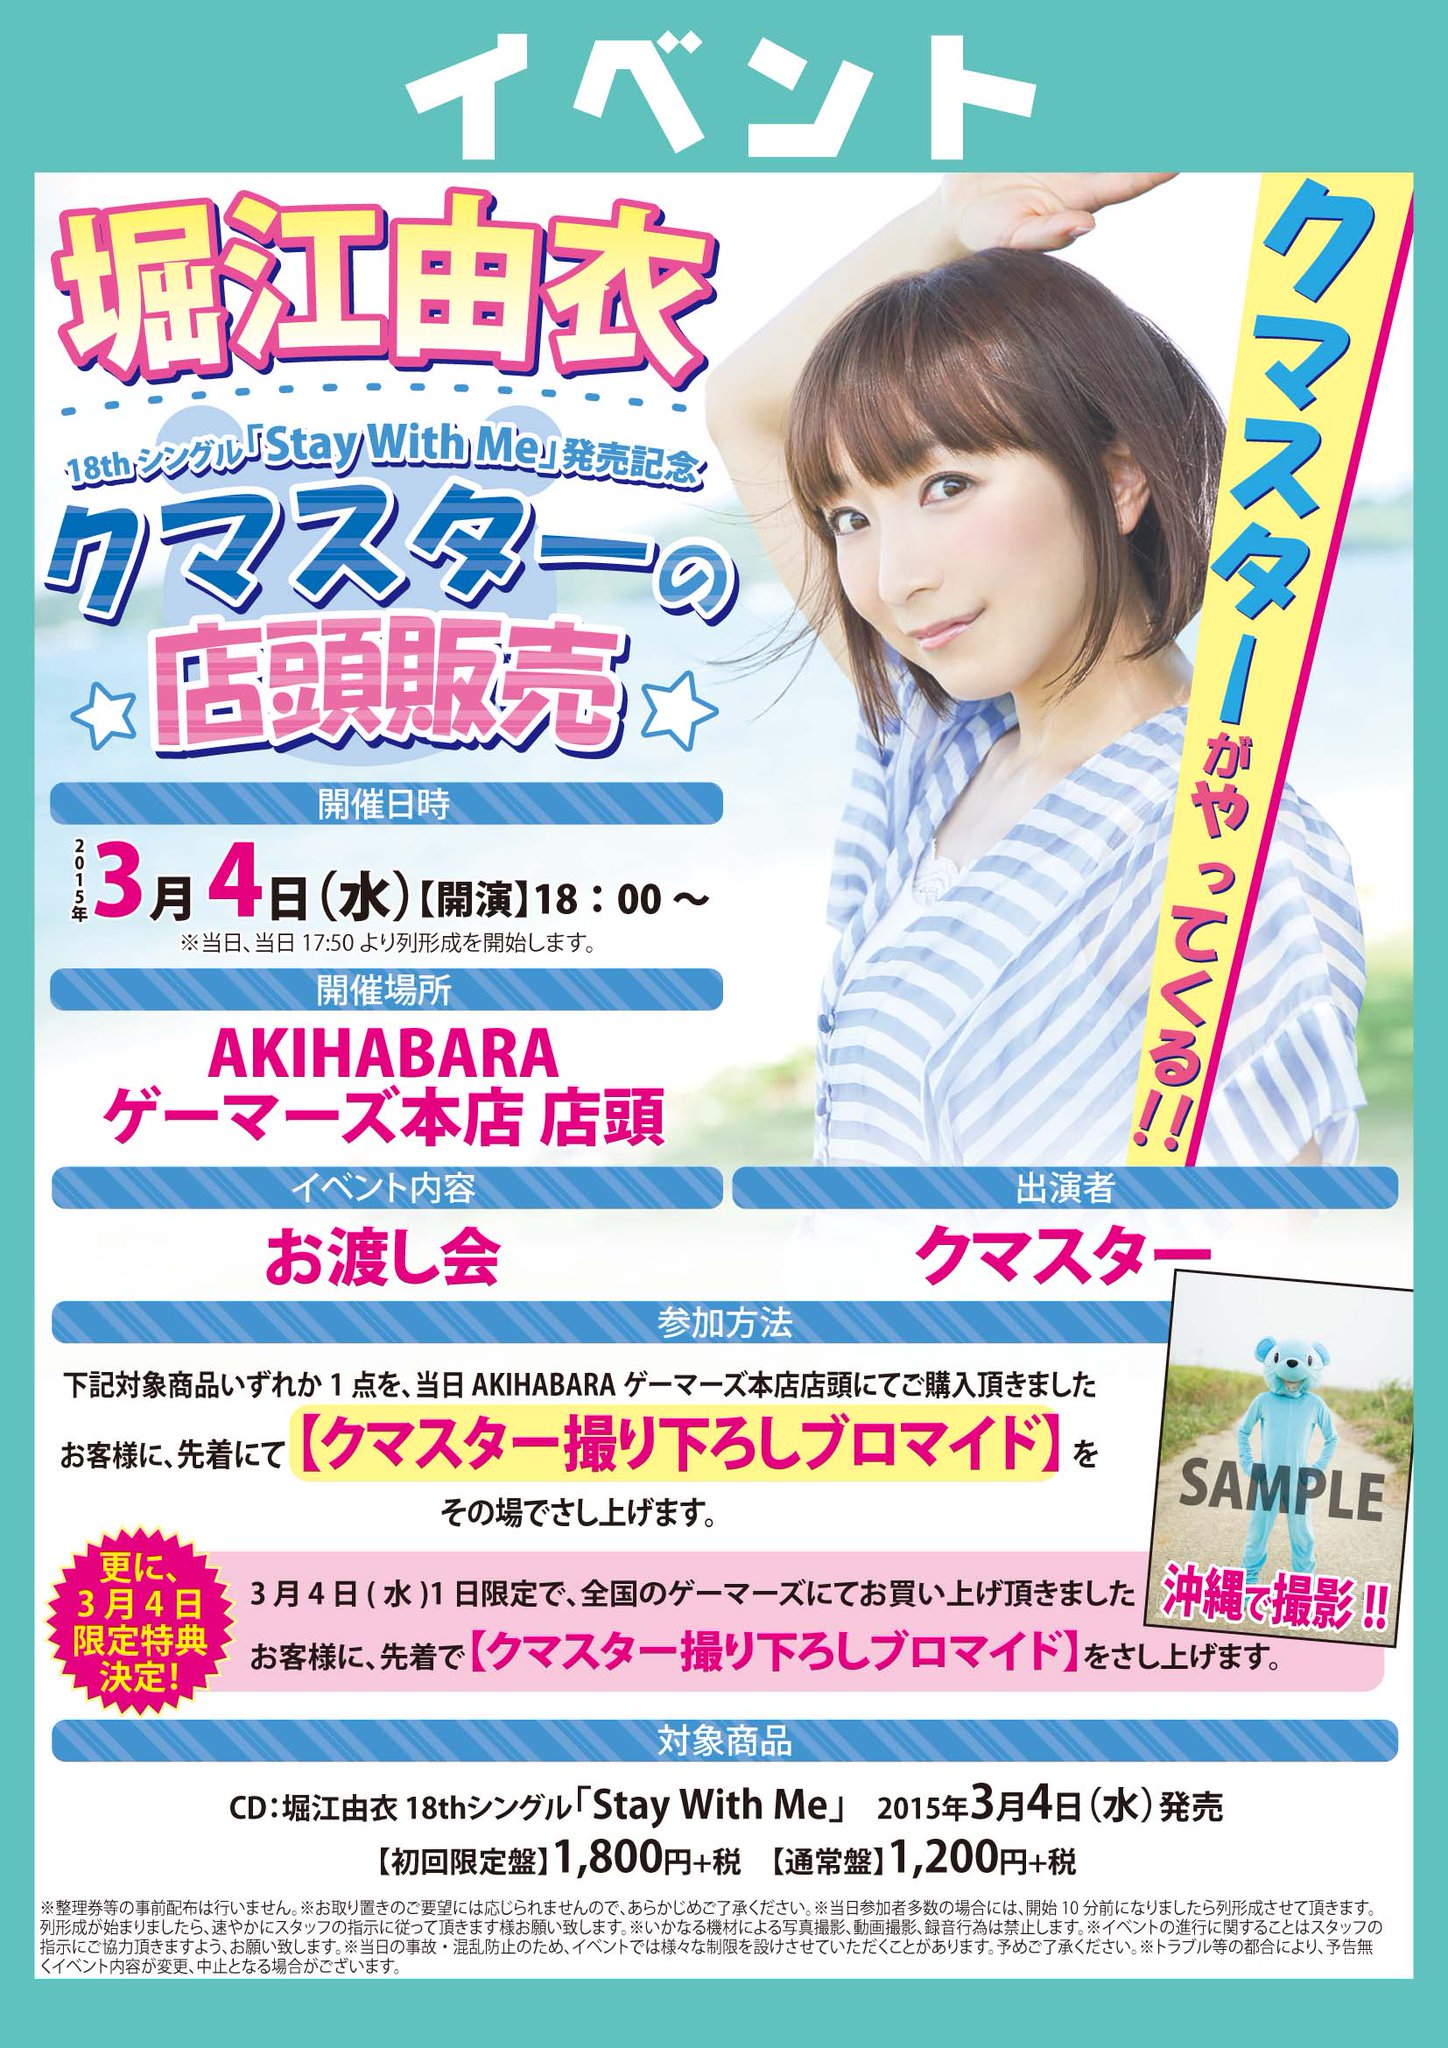 イベント
堀江由衣
18thシングル「Stay With Me」発売記念
クマスターの
店頭販売
クマスターがやってくる!!
開催日時
2015年3月4日(水)【開演】18：00〜
※当日、当日17:50より列形成を開始します。
開催場所
AKIHABARA
ゲーマーズ本店 店頭
イベント内容
お渡し会
出演者
クマスター
参加方法
下記対象商品いずれか1点を、当日AKIHABARAゲーマーズ本店店頭にてご購入頂きました
お客様に、先着にて【クマスター撮り下ろしブロマイド】を
その場でさし上げます。
SAMPLE
沖縄で撮影!!
更に、
3月4日
限定特典
決定!
3月4日(水)1日限定で、全国のゲーマーズにてお買い上げ頂きました
お客様に、先着で【クマスター撮り下ろしブロマイド】をさし上げます。
対象商品
CD：堀江由衣 18thシングル「Stay With Me」 2015年3月4日(水)発売
【初回限定盤】1,800円+税 【通常盤】1,200円+税
※整理券等の事前配布は行いません。※お取り置きのご要望には応じられませんので、あらかじめご了承ください。※当日参加者多数の場合には、開始10分前になりましたら列形成させて頂きます。
列形成が始まりましたら、速やかにスタッフの指示に従って頂きます様お願い致します。※いかなる機材による写真撮影、動画撮影、録音行為は禁止します。※イベントの進行に関することはスタッフの
指示にご協力頂きますよう、お願い致します。※当日の事故・混乱防止のため、イベントでは様々な制限を設けさせていただくことがあります。予めご了承ください。※トラブル等の都合により、予告無
くイベント内容が変更、中止となる場合がございます。